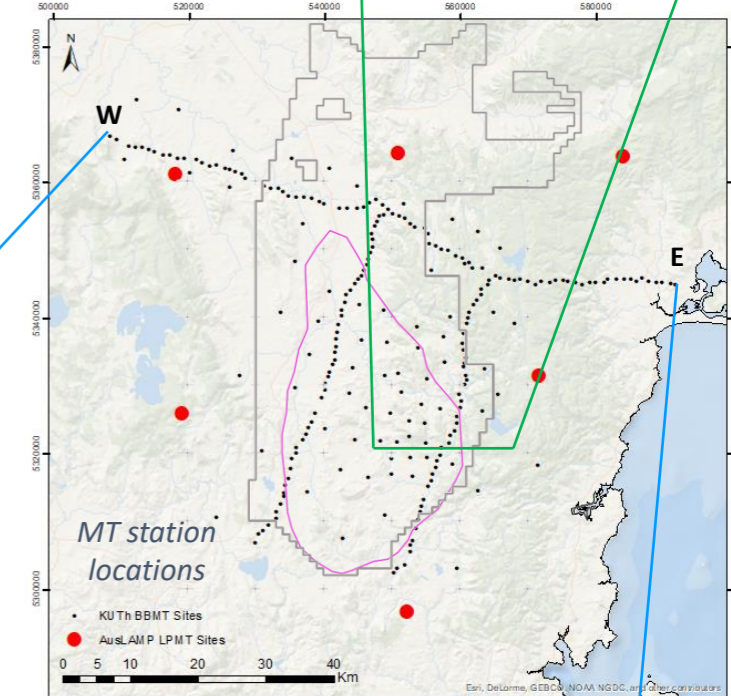 500000 520000 540000 560000 580000
5380000
N
W
5360000
E
5340000
5120000
MT station
locations
5300000
KUTh BBMT Sites
AusLAMP LPMT Sites
0 5 10 20 30 40 Km
Esri, DeLorme, GEBCO, NOAA NGDC, and other contributors